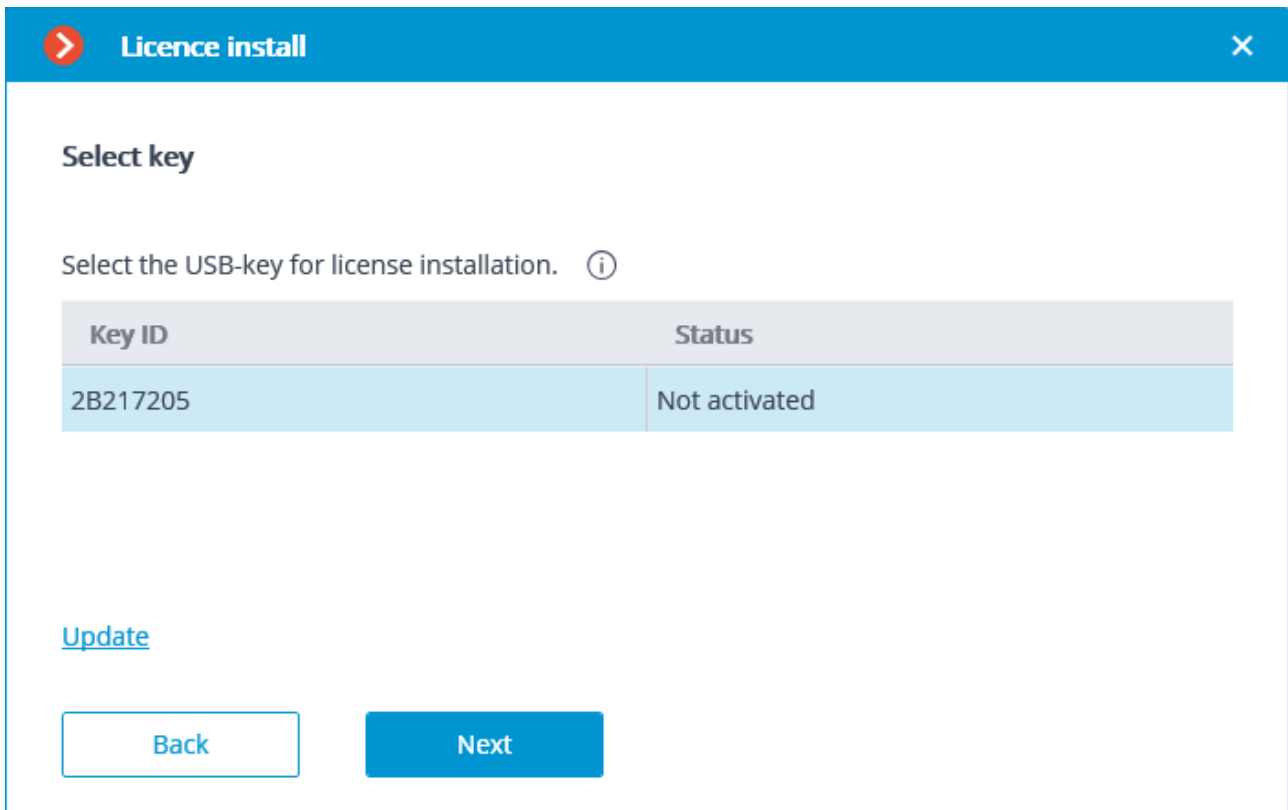 Licence install
Select key
Select the USB-key for license installation.
Key ID Status
2B217205 Not activated
Update
Back Next